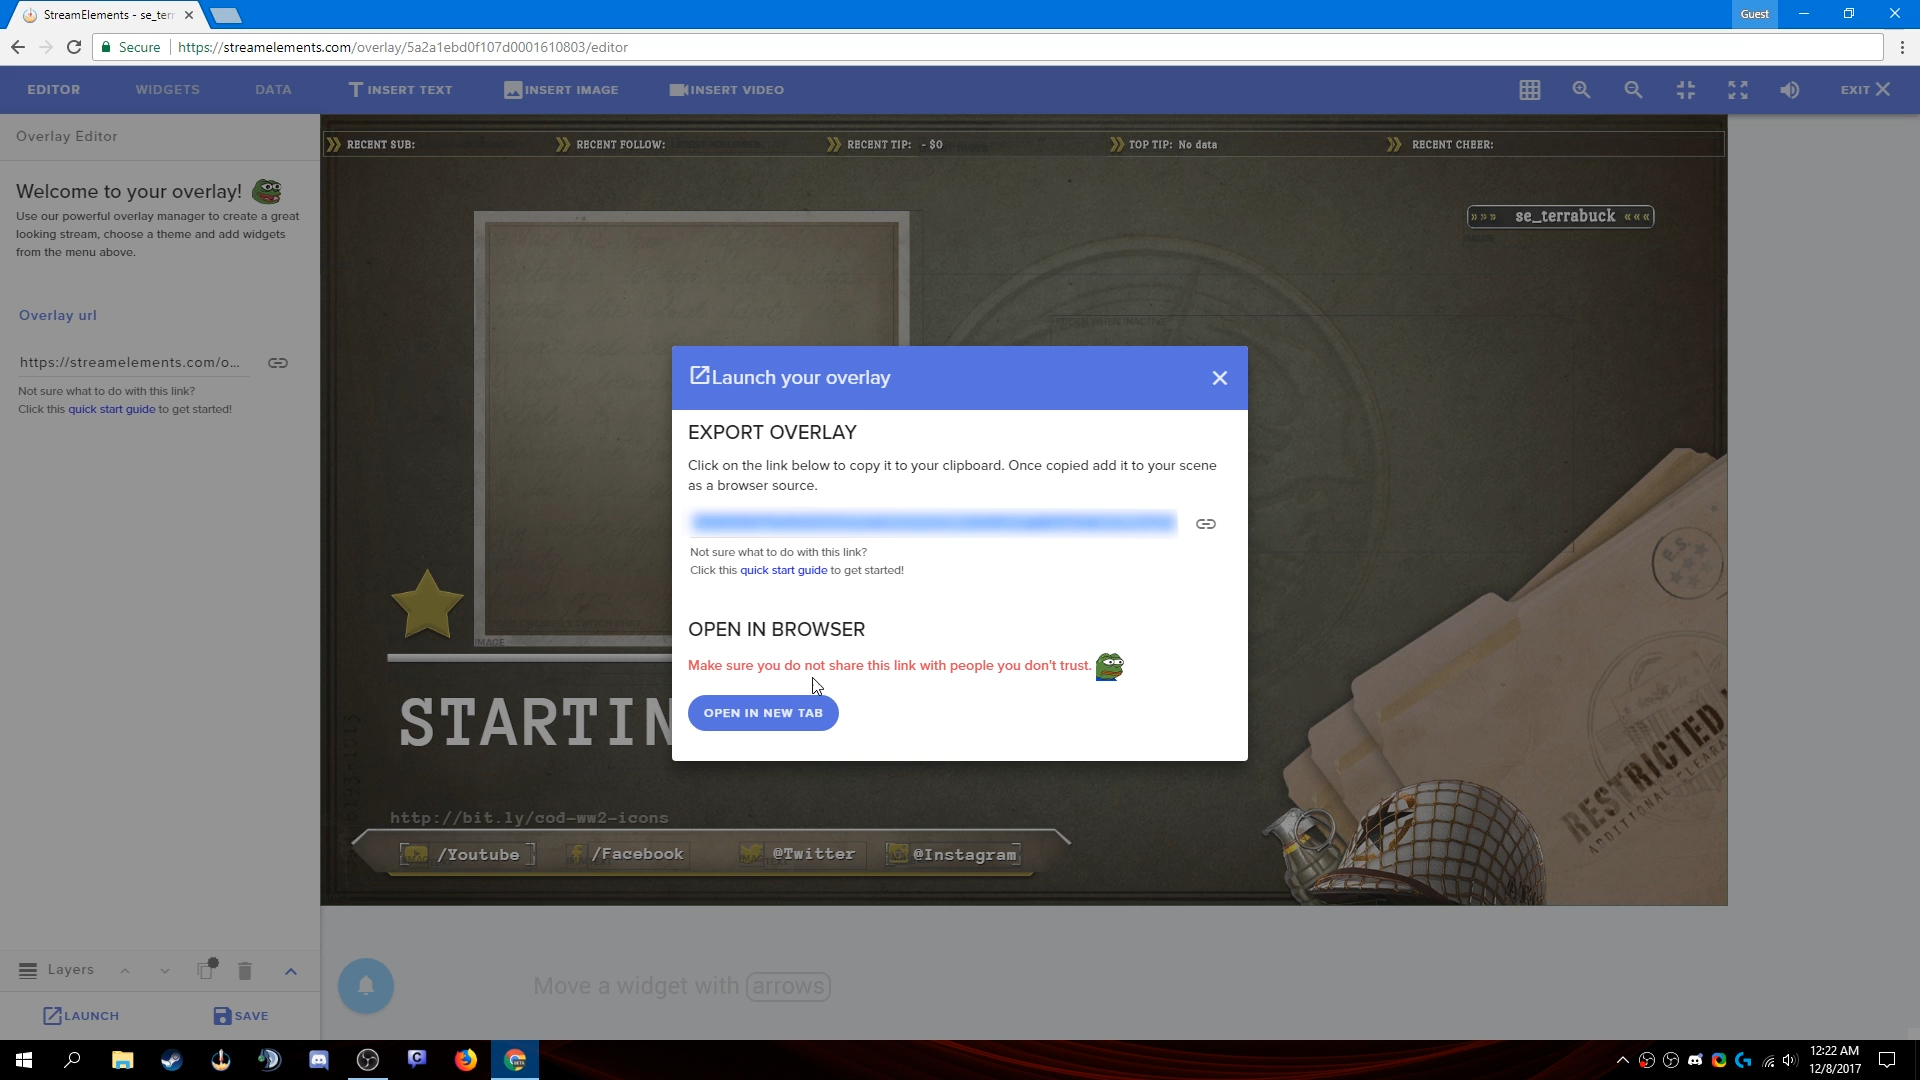 StreamElements - se_terr
Guest
Secure
https://streamelements.com/overlay/5a2a1ebd0f107d0001610803/editor
EDITOR
WIDGETS
DATA
INSERT TEXT
INSERT IMAGE
INSERT VIDEO
EXIT
Overlay Editor
RECENT SUB:
RECENT FOLLOW:
RECENT TIP: - $0
TOP TIP: No data
RECENT CHEER:
Welcome to your overlay!
Use our powerful overlay manager to create a great
looking stream, choose a theme and add widgets
from the menu above.
»»» se_terrabuck «««
Overlay url
https://streamelements.com/o...
Not sure what to do with this link?
Click this quick start guide to get started!
Launch your overlay
EXPORT OVERLAY
Click on the link below to copy it to your clipboard. Once copied add it to your scene
as a browser source.
Not sure what to do with this link?
Click this quick start guide to get started!
OPEN IN BROWSER
Make sure you do not share this link with people you don't trust.
OPEN IN NEW TAB
E.S.
IMAGE
STARTIN
RESTRICTED
http://bit.ly/cod-ww2-icons
/Youtube
/Facebook
@Twitter
@Instagram
Layers
Move a widget with arrows
LAUNCH
SAVE
12:22 AM
12/8/2017